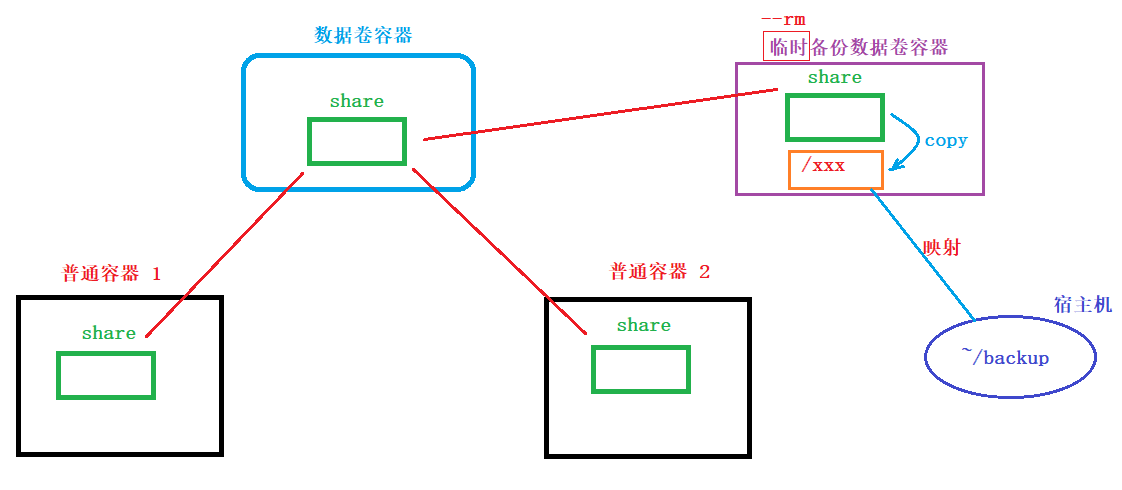 --rm
数据卷容器
临时备份数据卷容器
share
share
copy
/xxx
映射
普通容器 1
普通容器 2
宿主机
share
share
~/backup